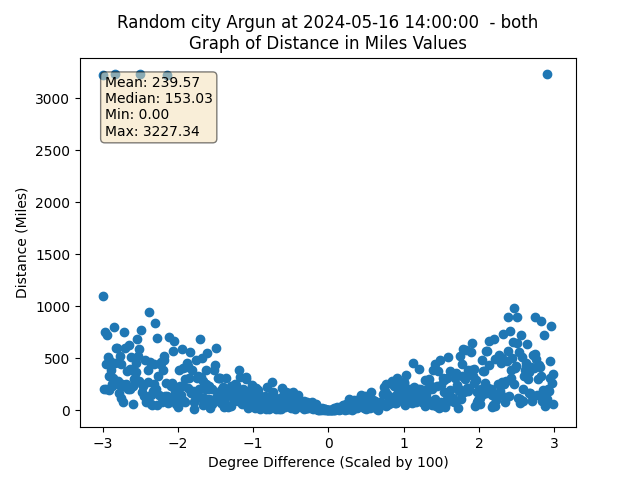 Random city Argun at 2024-05-16 14:00:00  - both
Graph of Distance in Miles Values
Mean: 239.57
Median: 153.03
Min: 0.00
Max: 3227.34
Distance (Miles)
3000
2500
2000
1500
1000
500
0
−3 −2 −1 0 1 2 3
Degree Difference (Scaled by 100)